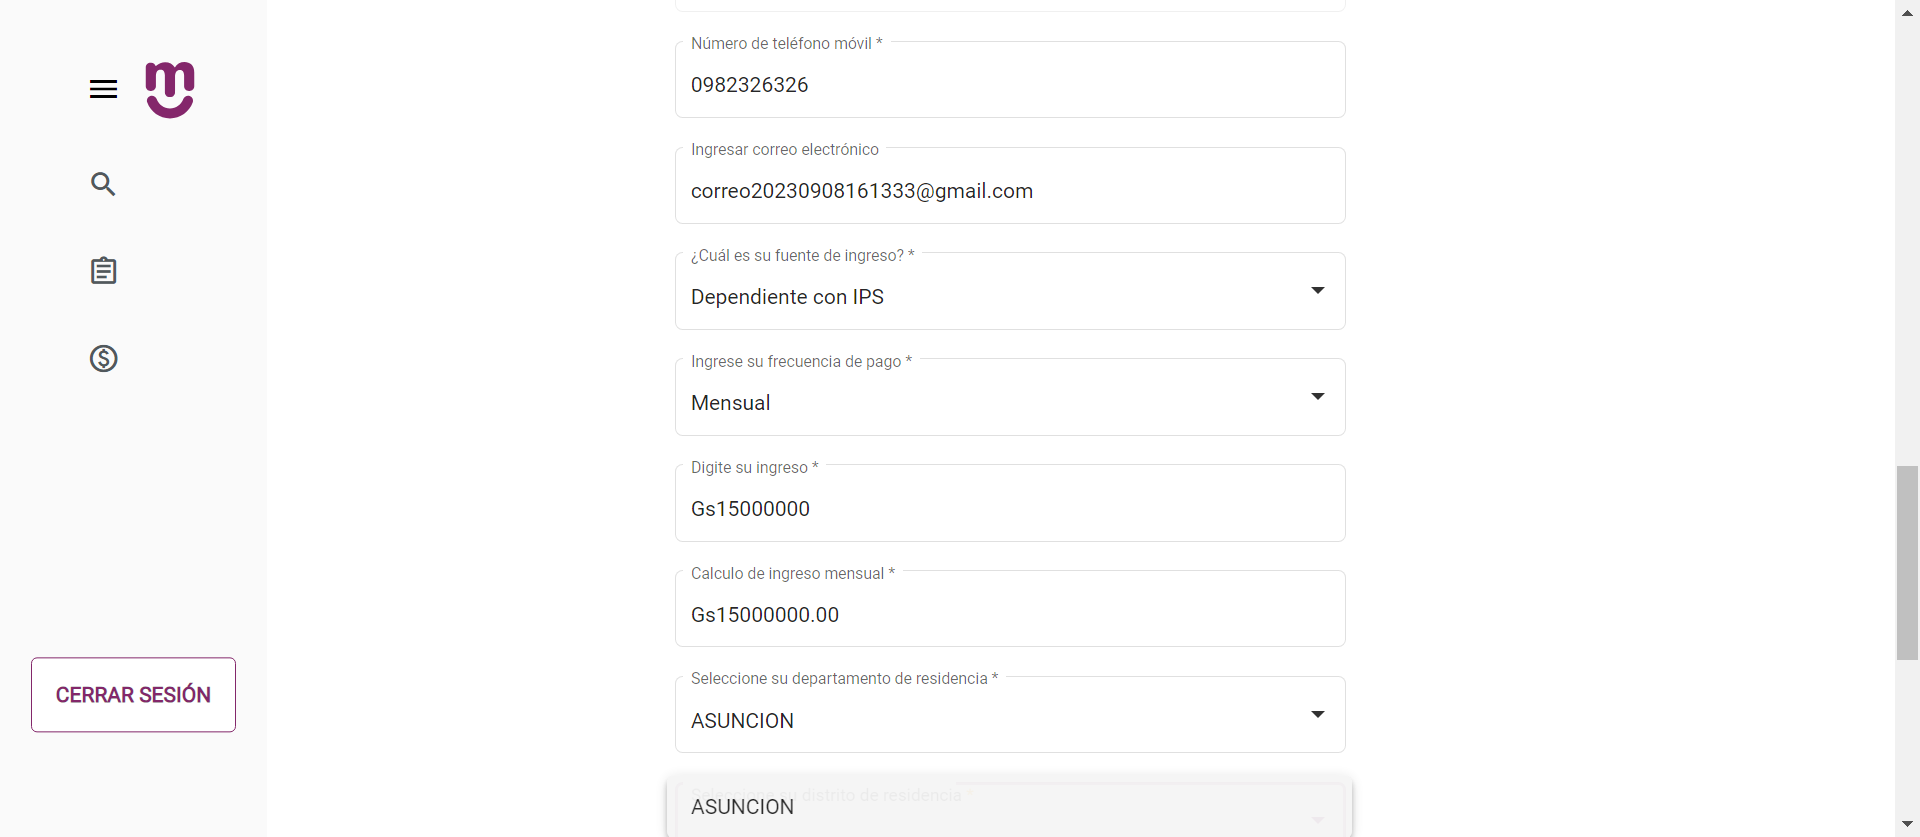 Número de teléfono móvil *
0982326326
Ingresar correo electrónico
correo20230908161333@gmail.com
¿Cuál es su fuente de ingreso? *
Dependiente con IPS
Ingrese su frecuencia de pago *
Mensual
Digite su ingreso *
Gs15000000
Calculo de ingreso mensual *
Gs15000000.00
CERRAR SESIÓN
Seleccione su departamento de residencia *
ASUNCION
Seleccione su distrito de residencia *
ASUNCION